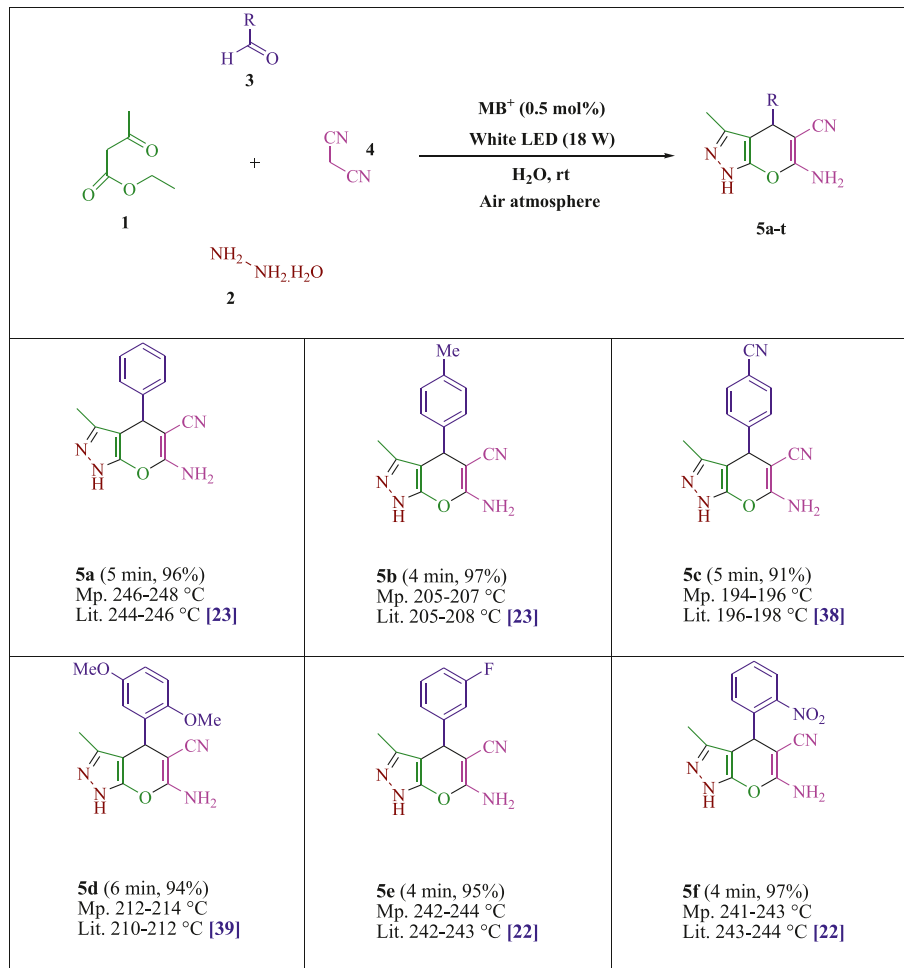 R
H
O
3
O
O
O
1
+
CN
4
CN
NH2
NH2.H2O
2
MB+ (0.5 mol%)
White LED (18 W)
H2O, rt
Air atmosphere
R
CN
N
N
H
O
NH2
5a-t
CN
N
N
H
O
NH2
5a (5 min, 96%)
Mp. 246-248 °C
Lit. 244-246 °C [23]
Me
CN
N
N
H
O
NH2
5b (4 min, 97%)
Mp. 205-207 °C
Lit. 205-208 °C [23]
CN
CN
N
N
H
O
NH2
5c (5 min, 91%)
Mp. 194-196 °C
Lit. 196-198 °C [38]
MeO
OMe
CN
N
N
H
O
NH2
5d (6 min, 94%)
Mp. 212-214 °C
Lit. 210-212 °C [39]
F
CN
N
N
H
O
NH2
5e (4 min, 95%)
Mp. 242-244 °C
Lit. 242-243 °C [22]
NO2
CN
N
N
H
O
NH2
5f (4 min, 97%)
Mp. 241-243 °C
Lit. 243-244 °C [22]